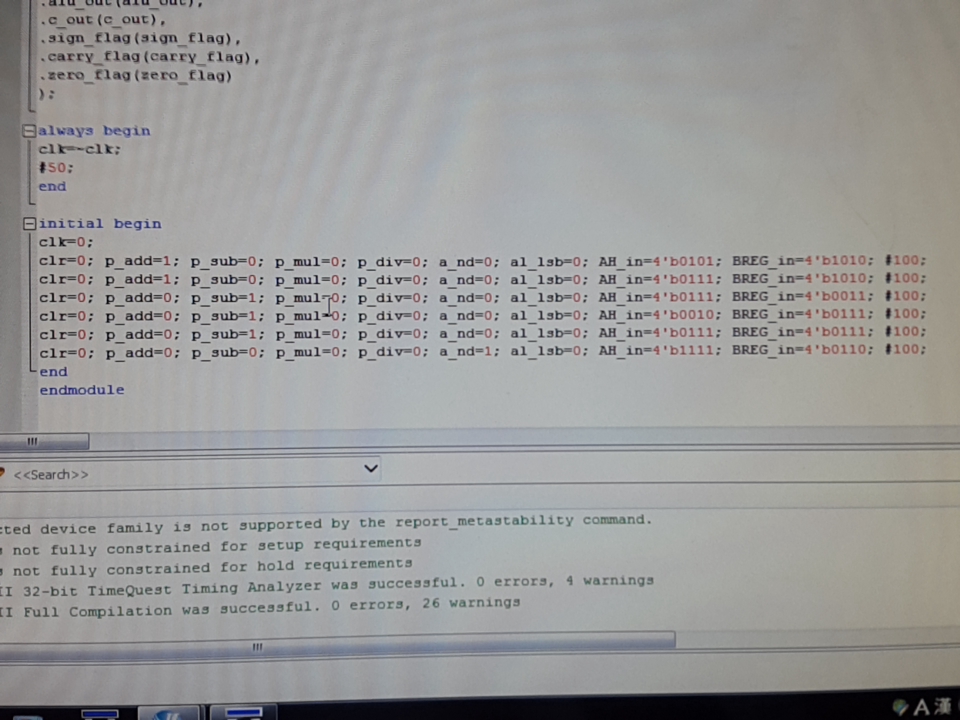 .alu_out(alu_out),
.c_out(c_out),
.sign_flag(sign_flag),
.carry_flag(carry_flag),
.zero_flag(zero_flag)
);
always begin
clk=~clk;
#50;
end
initial begin
clk=0;
clr=0; p_add=1; p_sub=0; p_mul=0; p_div=0; a_nd=0; al_lsb=0; AH_in=4'b0101; BREG_in=4'b1010; #100;
clr=0; p_add=1; p_sub=0; p_mul=0; p_div=0; a_nd=0; al_lsb=0; AH_in=4'b0111; BREG_in=4'b1010; #100;
clr=0; p_add=0; p_sub=1; p_mul=0; p_div=0; a_nd=0; al_lsb=0; AH_in=4'b0111; BREG_in=4'b0011; #100;
clr=0; p_add=0; p_sub=1; p_mul=0; p_div=0; a_nd=0; al_lsb=0; AH_in=4'b0010; BREG_in=4'b0111; #100;
clr=0; p_add=0; p_sub=1; p_mul=0; p_div=0; a_nd=0; al_lsb=0; AH_in=4'b0111; BREG_in=4'b0111; #100;
clr=0; p_add=0; p_sub=0; p_mul=0; p_div=0; a_nd=1; al_lsb=0; AH_in=4'b1111; BREG_in=4'b0110; #100;
end
endmodule
<<Search>>
cted device family is not supported by the report_metastability command.
s not fully constrained for setup requirements
s not fully constrained for hold requirements
II 32-bit TimeQuest Timing Analyzer was successful. 0 errors, 4 warnings
II Full Compilation was successful. 0 errors, 26 warnings
A 漢